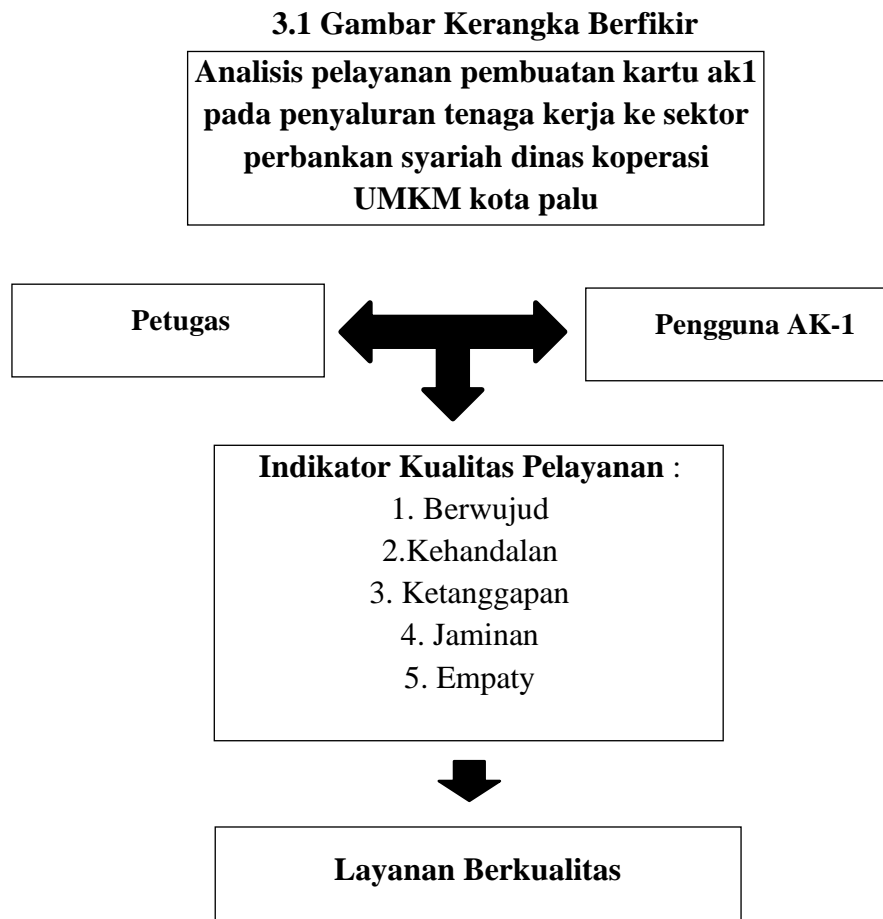 3.1 Gambar Kerangka Berfikir
Analisis pelayanan pembuatan kartu ak1
pada penyaluran tenaga kerja ke sektor
perbankan syariah dinas koperasi
UMKM kota palu
Petugas
Pengguna AK-1
Indikator Kualitas Pelayanan :
1. Berwujud
2.Kehandalan
3. Ketanggapan
4. Jaminan
5. Empaty
Layanan Berkualitas